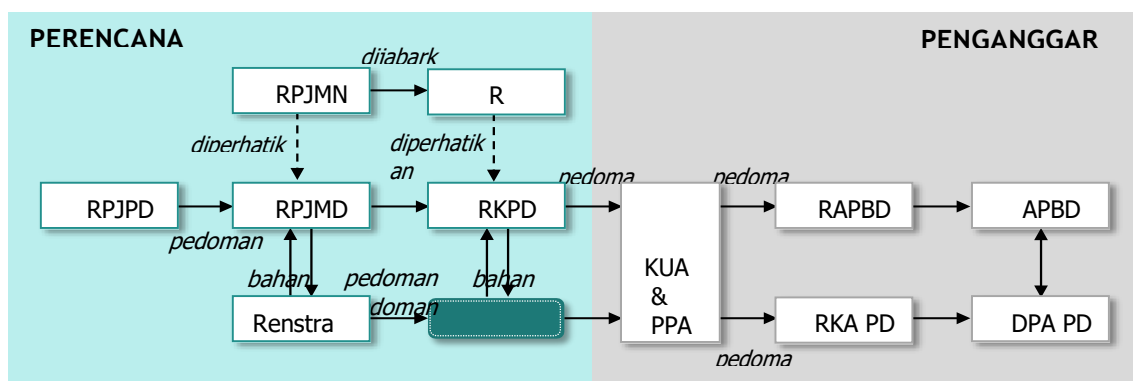 PERENCANA
PENGANGGAR
dijabark
RPJMN
R
diperhatik
diperhatik
an
pedoma
pedoma
RPJPD
RPJMD
RKPD
RAPBD
APBD
pedoman
bahan
pedoman
doman
bahan
KUA
&
PPA
Renstra
RKA PD
DPA PD
pedoma